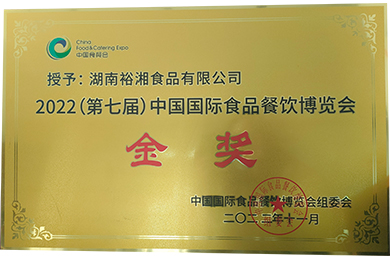 China
Food&Catering Expo
中国食餐会
授予：湖南裕湘食品有限公司
2022（第七届）中国国际食品餐饮博览会
金奖
中国国际食品餐饮博览会组委会
二〇二二年十一月